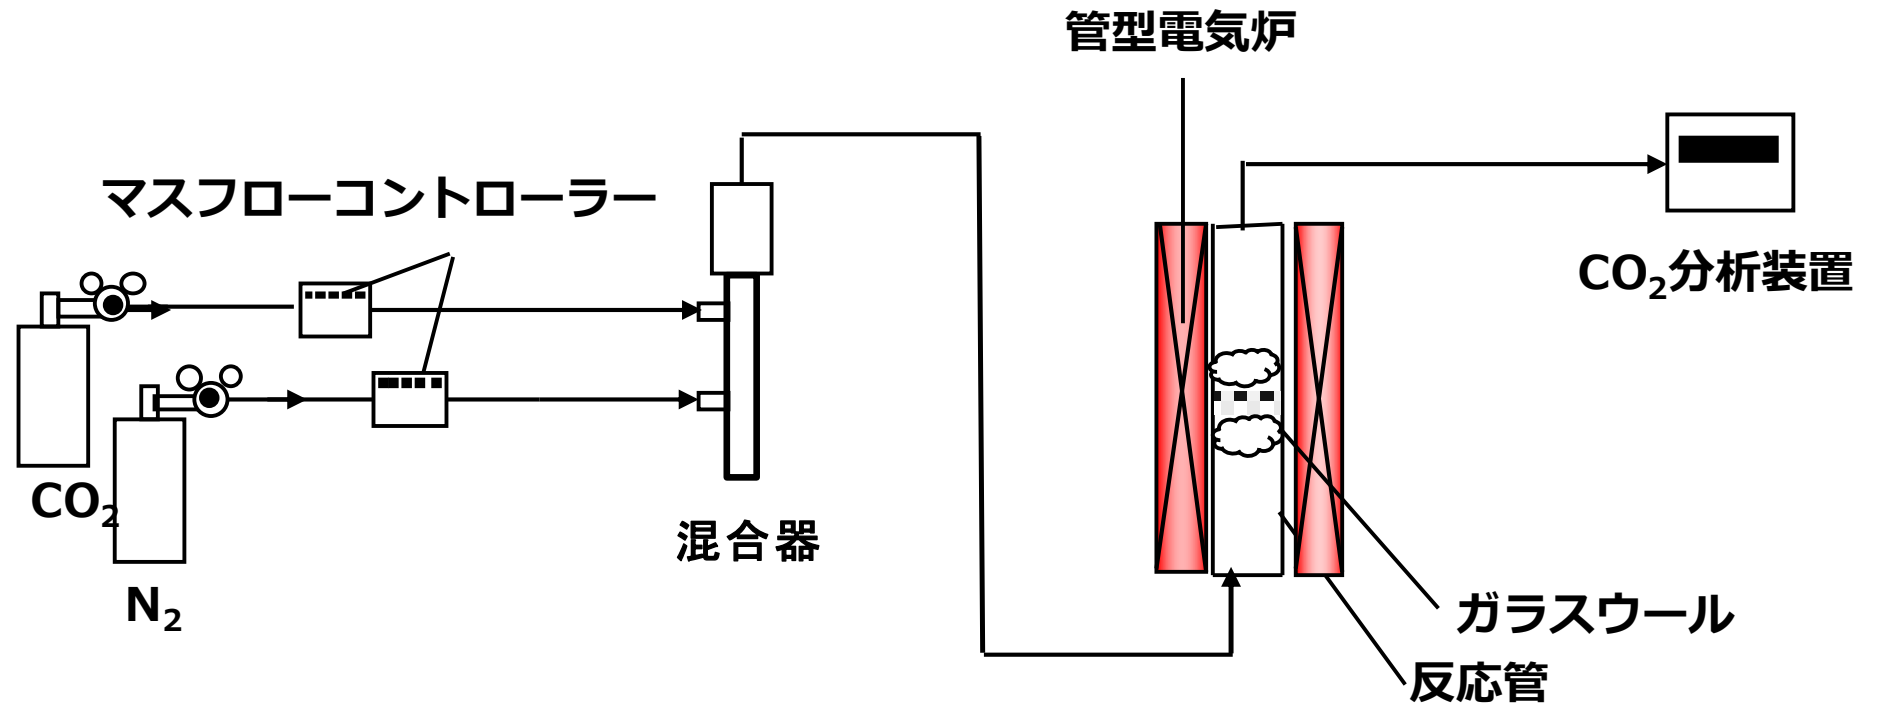 管型電気炉
マスフローコントローラー
CO₂分析装置
CO₂
混合器
N₂
ガラスウール
反応管